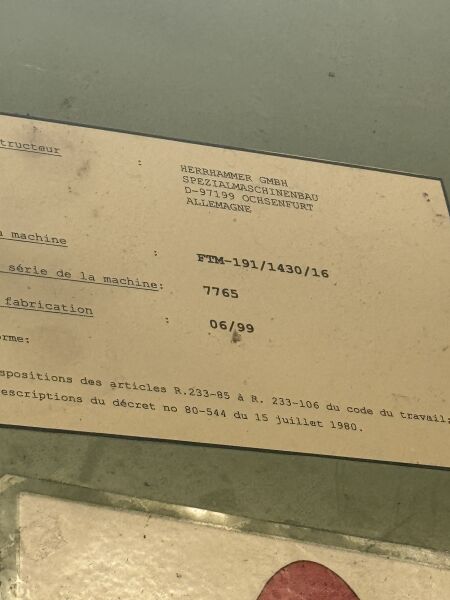 tructeur : HERRHAMMER GMBH
SPEZIALMASCHINENBAU
D-97199 OCHSENFURT
ALLEMAGNE
u machine : FTM-191/1430/16
série de la machine: 7765
fabrication : 06/99
rme:
spositions des articles R.233-85 à R. 233-106 du code du travail;
escriptions du décret no 80-544 du 15 juillet 1980.